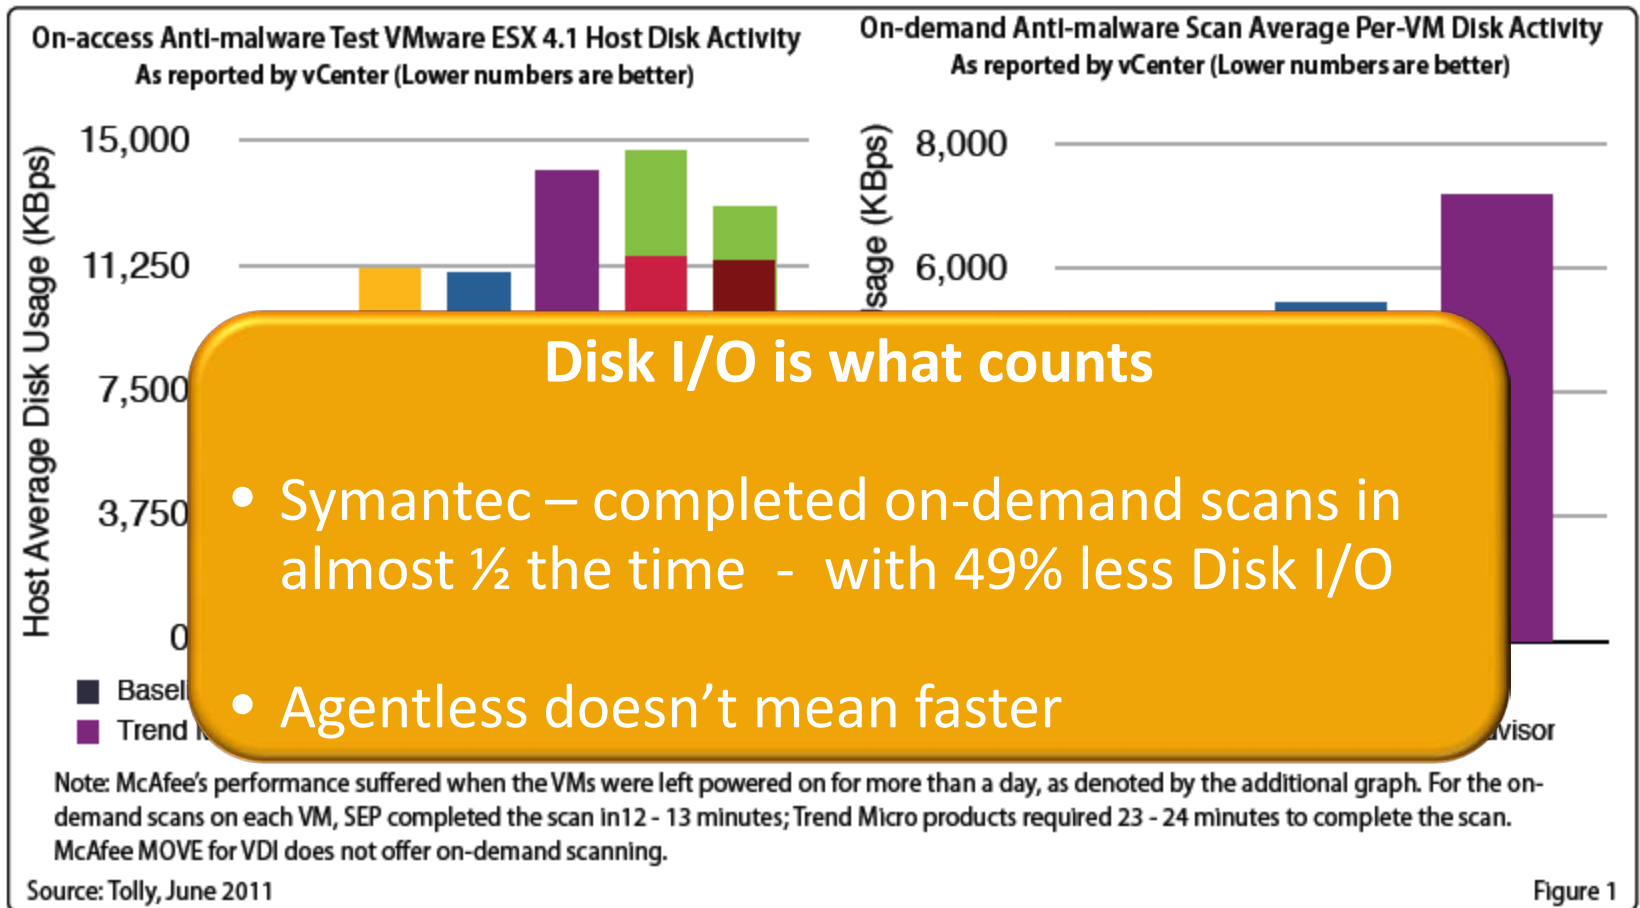 On-access Anti-malware Test VMware ESX 4.1 Host Disk Activity
As reported by vCenter (Lower numbers are better)
Host Average Disk Usage (KBps)
15,000
11,250
7,500
3,750
0
On-demand Anti-malware Scan Average Per-VM Disk Activity
As reported by vCenter (Lower numbers are better)
(KBps)
8,000
6,000
Disk I/O is what counts
• Symantec – completed on-demand scans in
almost ½ the time - with 49% less Disk I/O
• Agentless doesn’t mean faster
Trend
Note: McAfee's performance suffered when the VMs were left powered on for more than a day, as denoted by the additional graph. For the on-
demand scans on each VM, SEP completed the scan in12 - 13 minutes; Trend Micro products required 23 - 24 minutes to complete the scan.
McAfee MOVE for VDI does not offer on-demand scanning.
Source: Tolly, June 2011
Figure 1